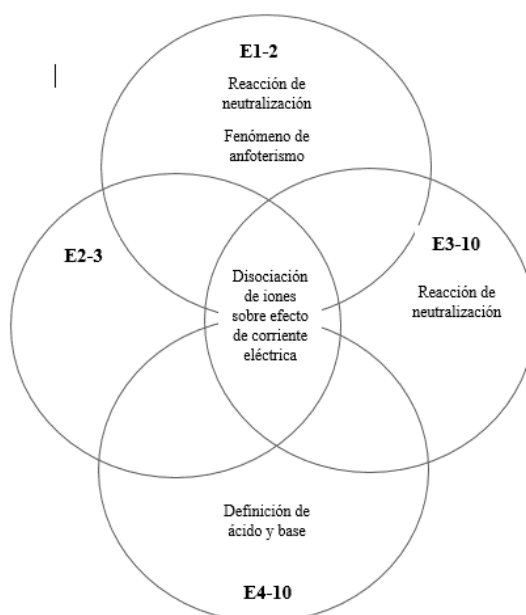 E1-2
Reacción de
neutralización
Fenómeno de
anfoterismo
E2-3
E3-10
Reacción de
neutralización
Disociación
de iones
sobre efecto
de corriente
eléctrica
Definición de
ácido y base
E4-10